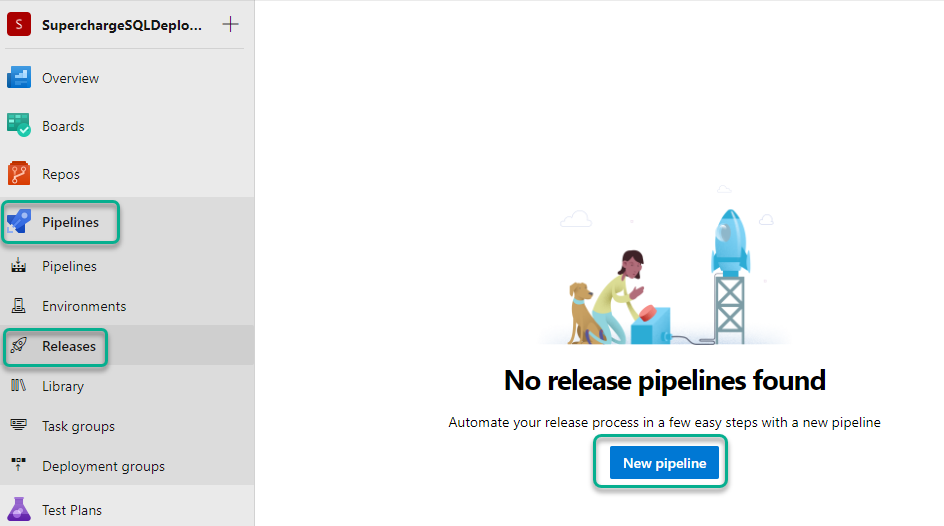 S SuperchargeSQLDeplo... +
Overview
Boards
Repos
Pipelines
Pipelines
Environments
Releases
Library
Task groups
Deployment groups
Test Plans
No release pipelines found
Automate your release process in a few easy steps with a new pipeline
New pipeline